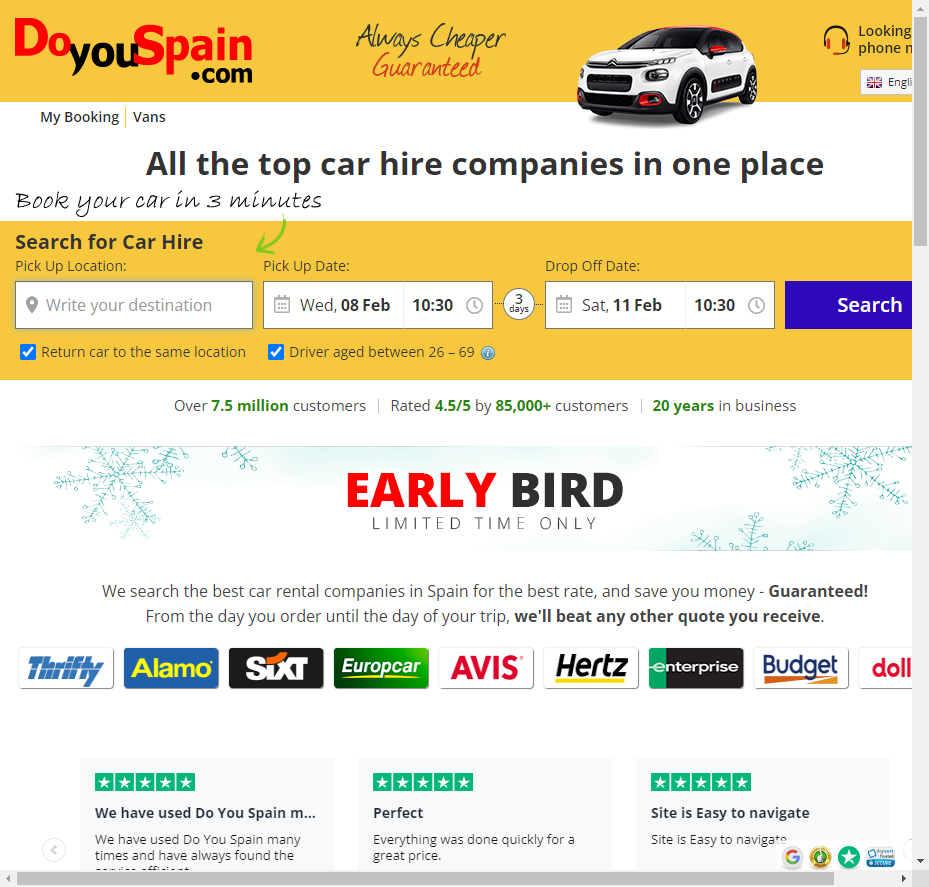 DoyouSpain
.com
Always Cheaper
Guaranteed
Looking
phone
My Booking
Vans
All the top car hire companies in one place
Book your car in 3 minutes
Search for Car Hire
Pick Up Location:
Pick Up Date:
Drop Off Date:
Write your destination
Wed, 08 Feb
10:30
3
days
Sat, 11 Feb
10:30
Search
Return car to the same location
Driver aged between 26 – 69
Over 7.5 million customers
Rated 4.5/5 by 85,000+ customers
20 years in business
EARLY BIRD
LIMITED TIME ONLY
We search the best car rental companies in Spain for the best rate, and save you money - Guaranteed!
From the day you order until the day of your trip, we'll beat any other quote you receive.
Thrifty
Alamo
SIXT
Europcar
AVIS
Hertz
enterprise
Budget
We have used Do You Spain m...
We have used Do You Spain many
times and have always found the
Perfect
Everything was done quickly for a
great price.
Site is Easy to navigate
Site is Easy to navigate